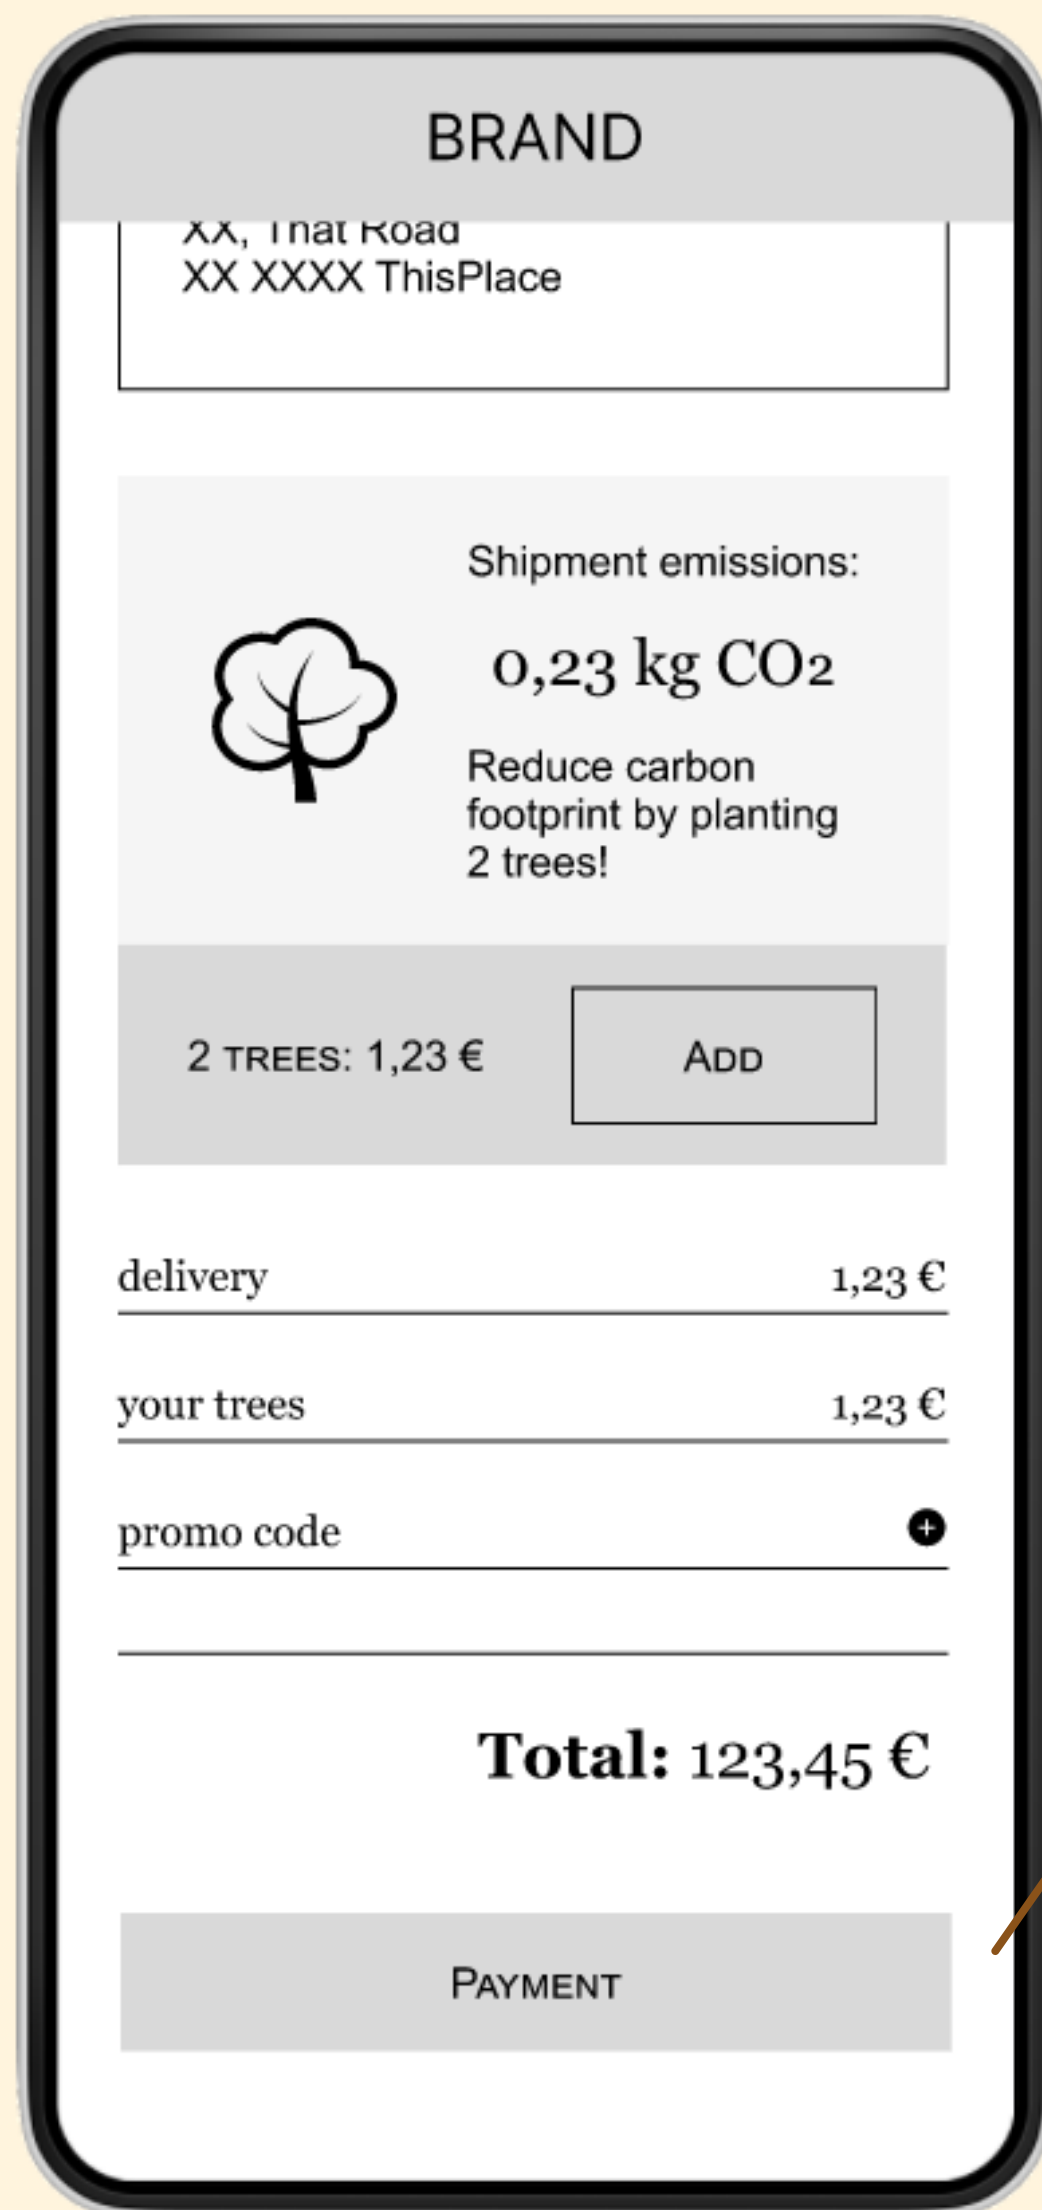 BRAND
XX, That Road
XX XXXX ThisPlace
Shipment emissions:
0,23 kg CO2
Reduce carbon
footprint by planting
2 trees!
2 TREES: 1,23 €
ADD
delivery 1,23 €
your trees 1,23 €
promo code +
Total: 123,45 €
PAYMENT